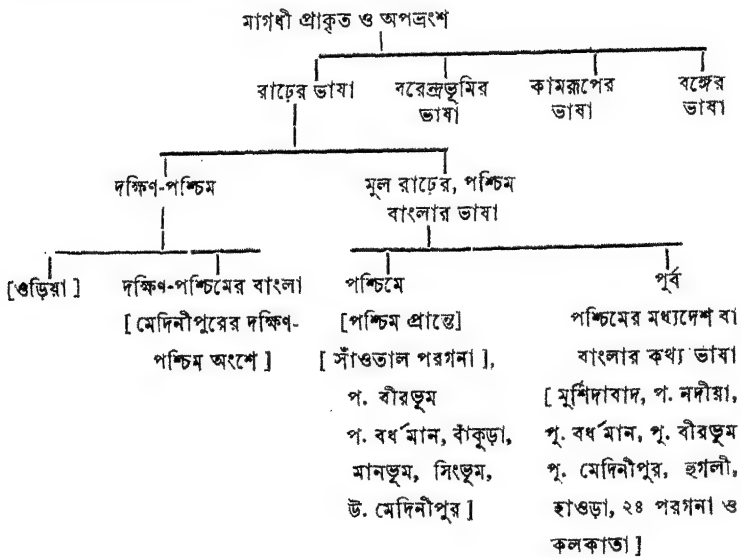 মাগধী প্রাকৃত ও অপভ্রংশ
রাঢ়ের ভাষা
বরেন্দ্রভূমির
ভাষা
কামরূপের
ভাষা
বঙ্গের
ভাষা
দক্ষিণ-পশ্চিম
মূল রাঢ়ের, পশ্চিম
বাংলার ভাষা
[ওড়িয়া]
দক্ষিণ-পশ্চিমের বাংলা
[ মেদিনীপুরের দক্ষিণ-
পশ্চিম অংশে ]
পশ্চিমে
[পশ্চিম প্রান্তে]
[ সাঁওতাল পরগনা ],
প. বীরভূম
প. বর্ধমান, বাঁকুড়া,
মানভূম, সিংভূম,
উ. মেদিনীপুর ]
পূর্ব
পশ্চিমের মধ্যদেশ বা
বাংলার কথ্য ভাষা
[ মুর্শিদাবাদ, প. নদীয়া,
পূ. বর্ধমান, পূ. বীরভূম
পূ. মেদিনীপুর, হুগলী,
হাওড়া, ২৪ পরগনা ও
কলকাতা ]